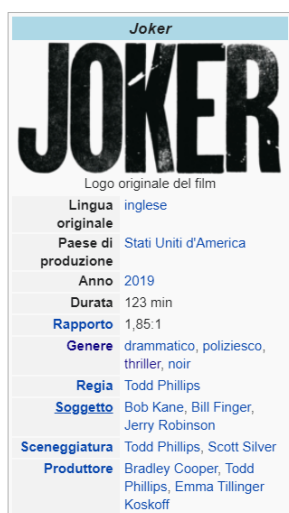 Joker
JOKER
Logo originale del film
Lingua originale inglese
Paese di produzione Stati Uniti d'America
Anno 2019
Durata 123 min
Rapporto 1,85:1
Genere drammatico, poliziesco,
thriller, noir
Regia Todd Phillips
Soggetto Bob Kane, Bill Finger,
Jerry Robinson
Sceneggiatura Todd Phillips, Scott Silver
Produttore Bradley Cooper, Todd
Phillips, Emma Tillinger
Koskoff